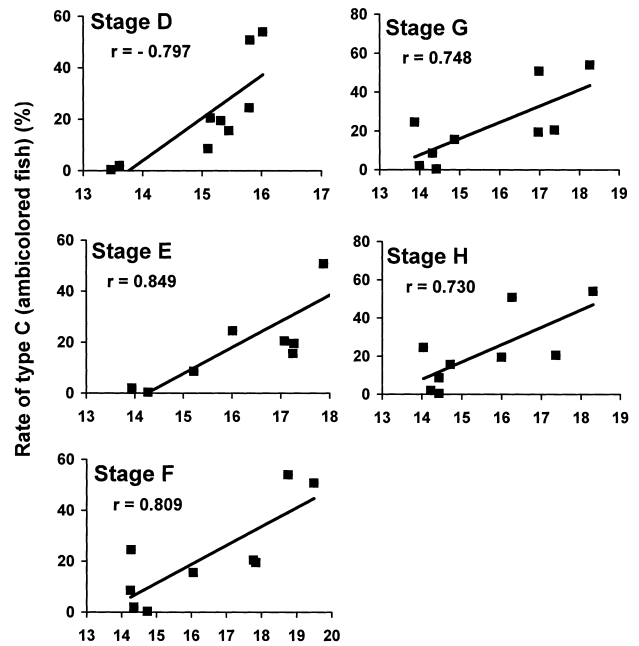 Rate of type C (ambicolored fish) (%)
Stage D
r = - 0.797
60
40
20
0
13 14 15 16 17
Stage G
r = 0.748
80
60
40
20
0
13 15 17 19
Stage E
r = 0.849
60
40
20
0
13 14 15 16 17 18
Stage H
r = 0.730
80
60
40
20
0
13 14 15 16 17 18 19
Stage F
r = 0.809
60
40
20
0
13 14 15 16 17 18 19 20